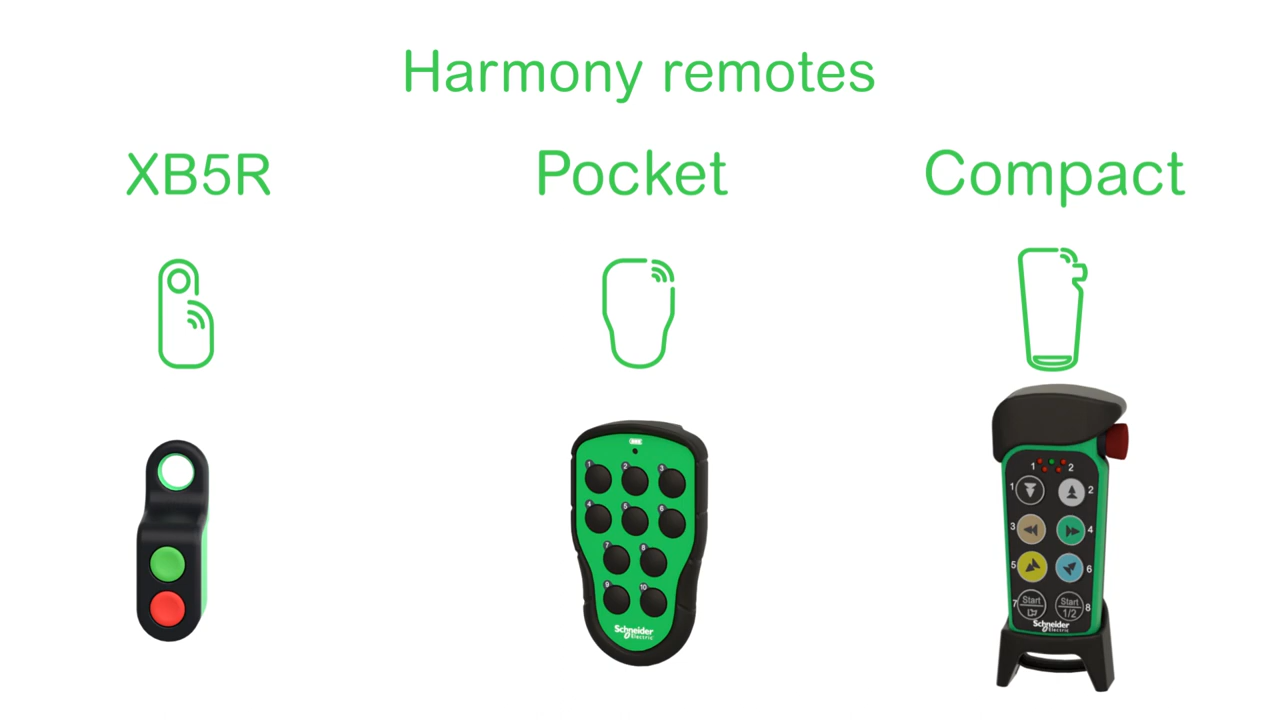 Harmony remotes
XB5R
Pocket
Compact
1 2 3
4 5 6
7 8
9 10
Schneider
Electric
1 2
1 2
3 4
5 6
7 Start Start 8
1/2
Schneider
Electric